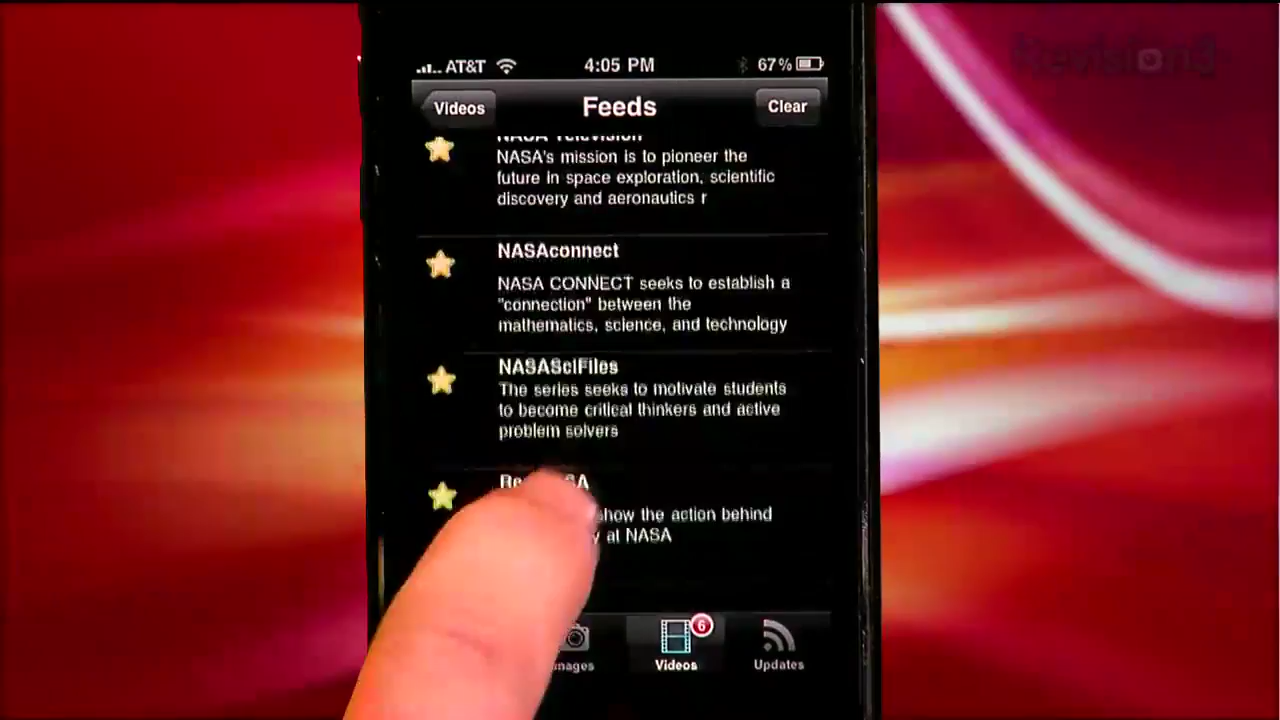 Revision3
AT&T 4:05 PM 67%
Videos Feeds Clear
NASA Television
NASA's mission is to pioneer the
future in space exploration, scientific
discovery and aeronautics r
NASAconnect
NASA CONNECT seeks to establish a
"connection" between the
mathematics, science, and technology
NASASciFiles
The series seeks to motivate students
to become critical thinkers and active
problem solvers
show the action behind
at NASA
6
Videos Updates